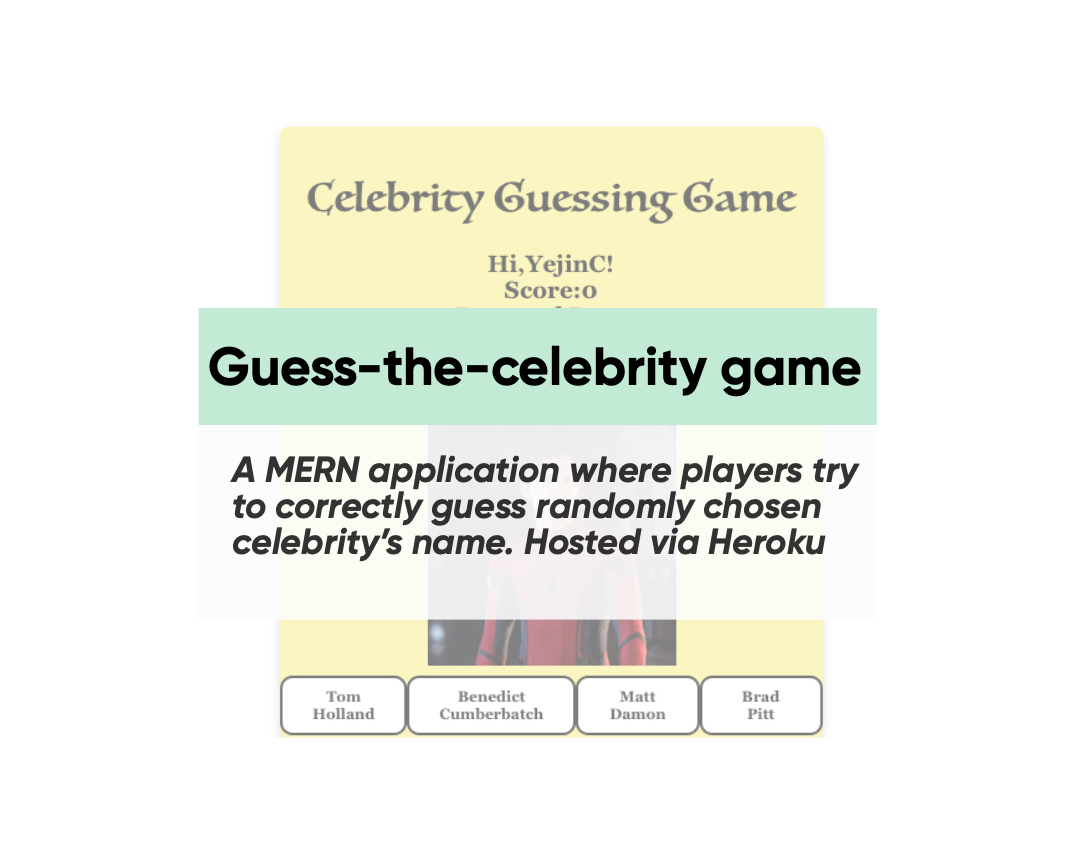 Celebrity Guessing Game
Hi,YejinC!
Score:0
Guess-the-celebrity game
A MERN application where players try
to correctly guess randomly chosen
celebrity’s name. Hosted via Heroku
Tom Benedict Matt Brad
Holland Cumberbatch Damon Pitt